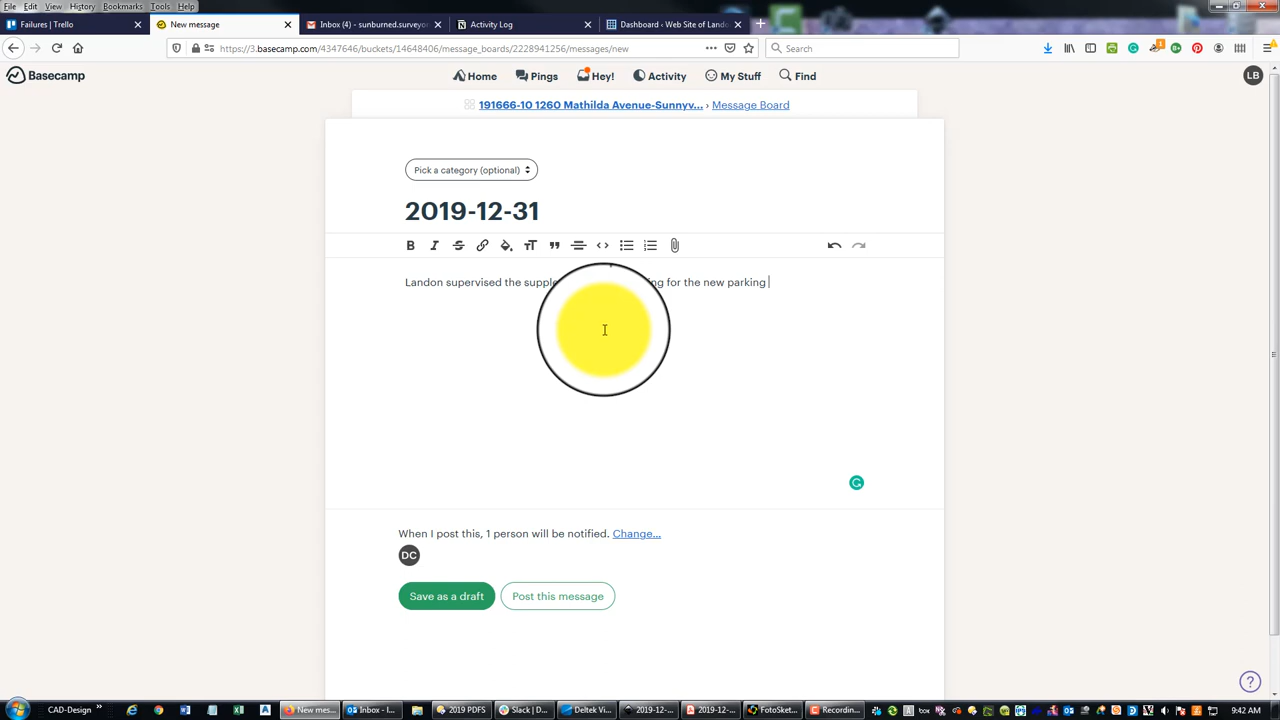 File Edit View History Bookmarks Tools Help
Failures | Trello
New message
Inbox (4) - sunburned.surveyor
Activity Log
Dashboard ‹ Web Site of Lando
https://3.basecamp.com/4347646/buckets/14648406/message_boards/2228941256/messages/new
Search
Basecamp
Home
Pings
Hey!
Activity
My Stuff
Find
LB
191666-10 1260 Mathilda Avenue-Sunnyv... › Message Board
Pick a category (optional)
2019-12-31
Landon supervised the for the new parking
When I post this, 1 person will be notified. Change...
DC
Save as a draft
Post this message
CAD-Design
New mes...
Inbox - I...
2019 PDFS
Slack | D...
Deltek Vi...
2019-12-...
2019-12-...
FotoSket...
Recordin...
9:42 AM